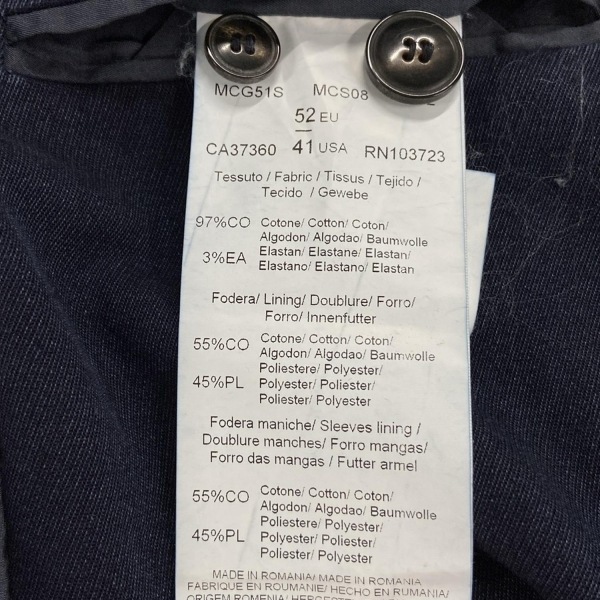 MCG51S MCS08
52 EU
CA37360 41 USA RN103723
Tessuto / Fabric / Tissus / Tejido /
Tecido / Gewebe
97%CO Cotone/ Cotton/ Coton/
Algodon/ Algodao/ Baumwolle
3%EA Elastan/ Elastane/ Elastan/
Elastano/ Elastano/ Elastan
Fodera/ Lining/ Doublure/ Forro/
Forro/ Innenfutter
55%CO Cotone/ Cotton/ Coton/
Algodon/ Algodao/ Baumwolle
45%PL Poliestere/ Polyester/
Polyester/ Poliester/
Poliester/ Polyester
Fodera maniche/ Sleeves lining /
Doublure manches/ Forro mangas/
Forro das mangas / Futter armel
55%CO Cotone/ Cotton/ Coton/
Algodon/ Algodao/ Baumwolle
45%PL Poliestere/ Polyester/
Polyester/ Poliester/
Poliester/ Polyester
MADE IN ROMANIA/ MADE IN ROMANIA
FABRIQUE EN ROUMANIE/ HECHO EN RUMANIA/
ORIGEM ROMENIA/